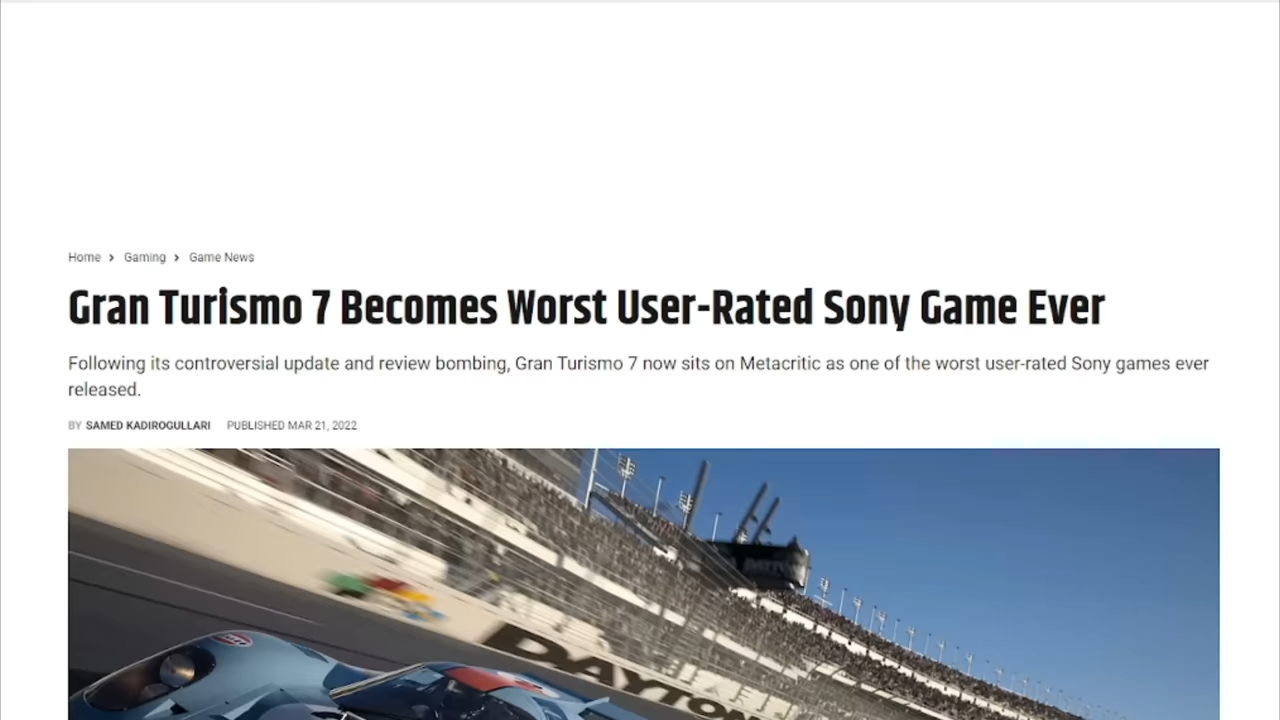 Home > Gaming > Game News
Gran Turismo 7 Becomes Worst User-Rated Sony Game Ever
Following its controversial update and review bombing, Gran Turismo 7 now sits on Metacritic as one of the worst user-rated Sony games ever
released.
BY SAMED KADIROGULLARI PUBLISHED MAR 21, 2022
DAYTONA